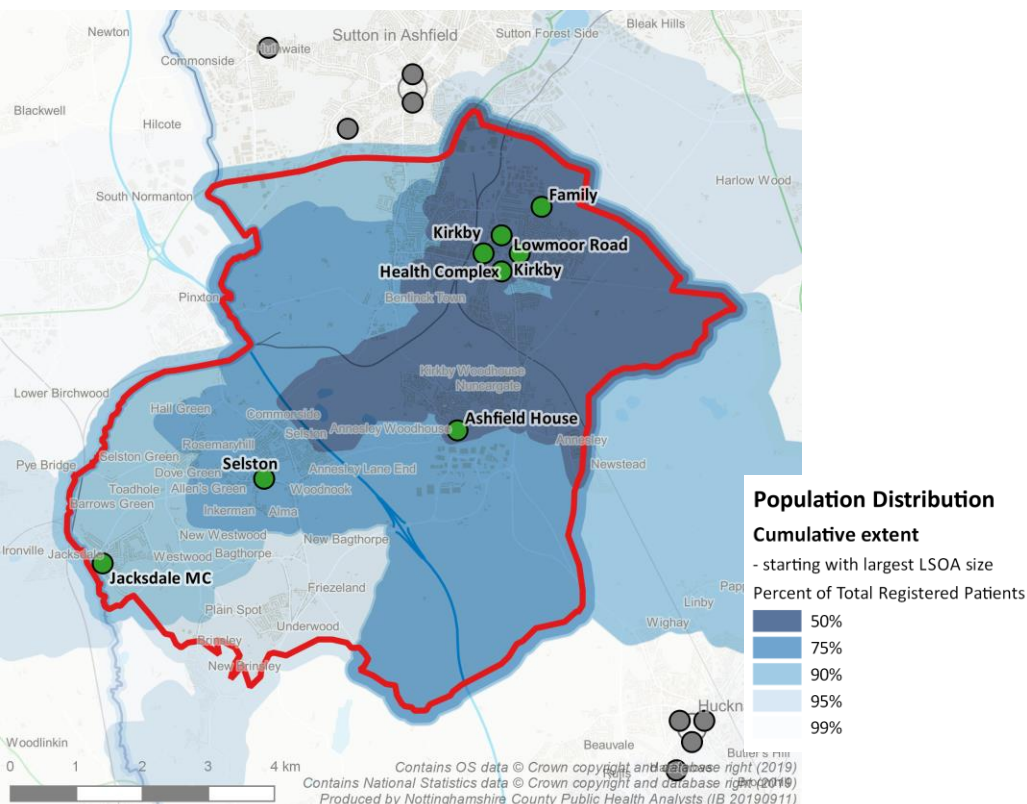 Newton
Sutton in Ashfield
Sutton Forest Side
Bleak Hills
Commonside
Blackwell
Hilcote
Harlow Wood
South Normanton
Family
Kirkby
Lowmoor Road
Health Complex
Kirkby
Bentinck Town
Pinxton
Kirkby Woodhouse
Nuncargate
Lower Birchwood
Hall Green
Commonside
Ashfield House
Selston
Annesley Woodhouse
Rosemaryhill
Annesley
Pye Bridge
Selston Green
Selston
Annesley Lane End
Newstead
Dove Green
Toadhole
Allen's Green
Woodnook
Barrows Green
Inkerman
Alma
New Westwood
New Bagthorpe
Ironville
Jacksdale
Westwood
Bagthorpe
Jacksdale MC
Friezeland
Plain Spot
Underwood
Linby
Wighay
Brinsley
New Brinsley
Woodlinkin
Beauvale
Population Distribution
Cumulative extent
- starting with largest LSOA size
Percent of Total Registered Patients
50%
75%
90%
95%
99%
0 1 2 3 4 km
Contains OS data © Crown copyright and database right (2019)
Contains National Statistics data © Crown copyright and database right (2019)
Produced by Nottinghamshire County Public Health Analysts (IB 20190911)